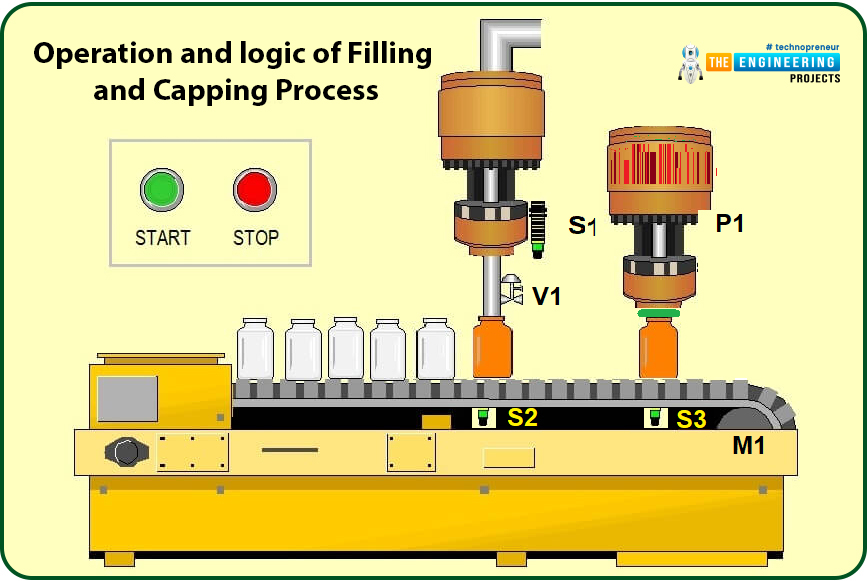 Operation and logic of Filling
and Capping Process
# technopreneur
THE ENGINEERING
PROJECTS
START STOP
S1
P1
V1
S2
S3
M1